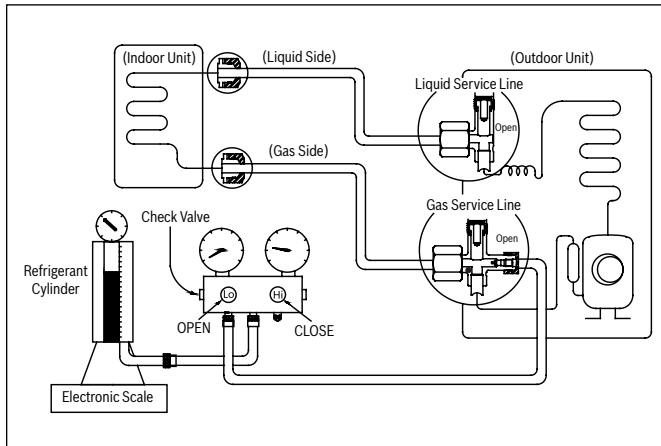 (Indoor Unit)
(Liquid Side)
(Outdoor Unit)
Liquid Service Line
Open
(Gas Side)
Gas Service Line
Open
Check Valve
Refrigerant
Cylinder
Lo
Hi
OPEN
CLOSE
Electronic Scale